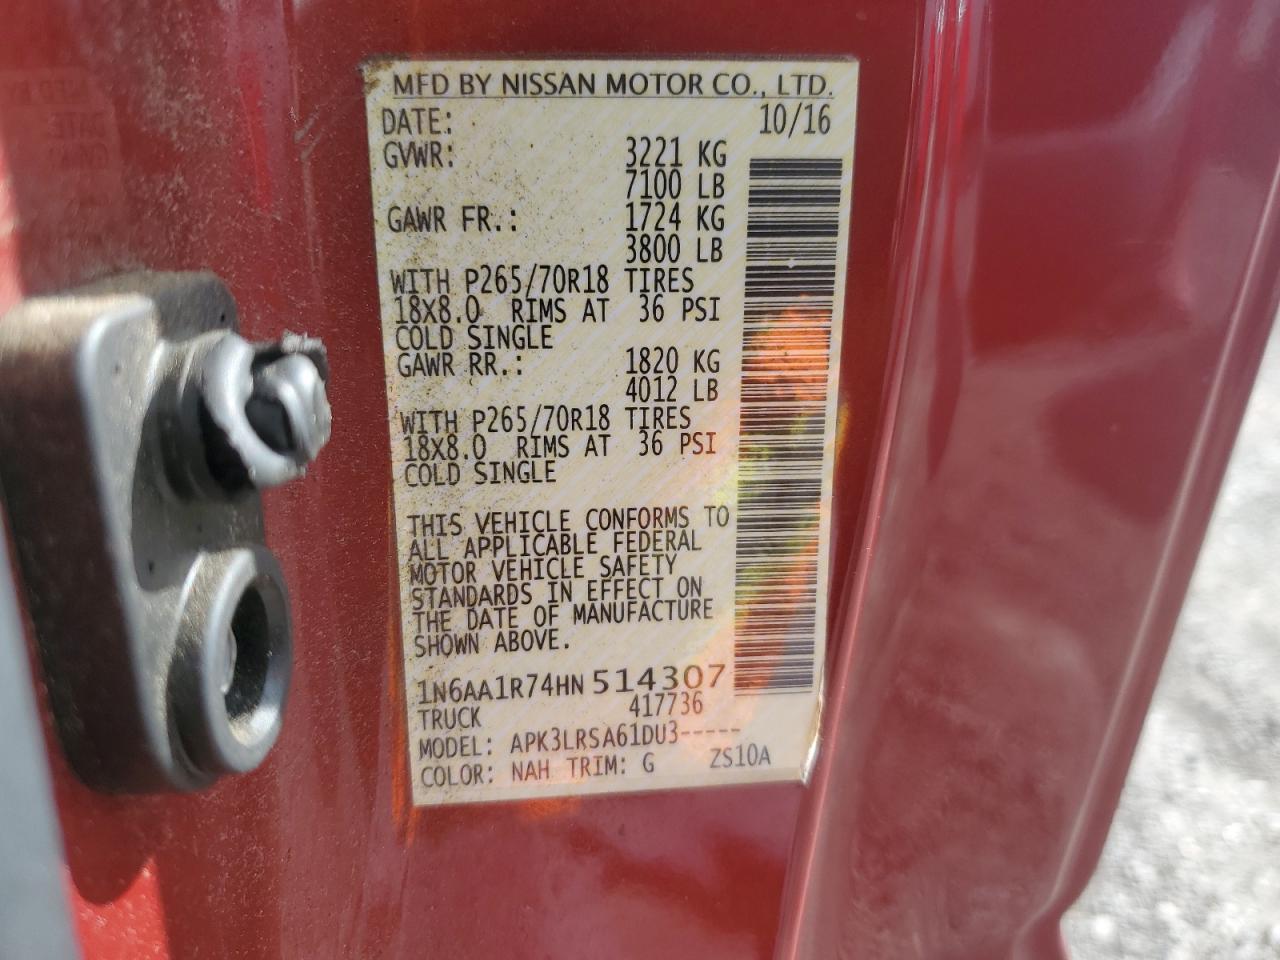 MFD BY NISSAN MOTOR CO., LTD.
DATE: 10/16
GVWR: 3221 KG
7100 LB
GAWR FR.: 1724 KG
3800 LB
WITH P265/70R18 TIRES
18X8.0 RIMS AT 36 PSI
COLD SINGLE
GAWR RR.: 1820 KG
4012 LB
WITH P265/70R18 TIRES
18X8.0 RIMS AT 36 PSI
COLD SINGLE
THIS VEHICLE CONFORMS TO
ALL APPLICABLE FEDERAL
MOTOR VEHICLE SAFETY
STANDARDS IN EFFECT ON
THE DATE OF MANUFACTURE
SHOWN ABOVE.
1N6AA1R74HN514307
TRUCK 417736
MODEL: APK3LRSA61DU3-----
COLOR: NAH TRIM: G ZS10A